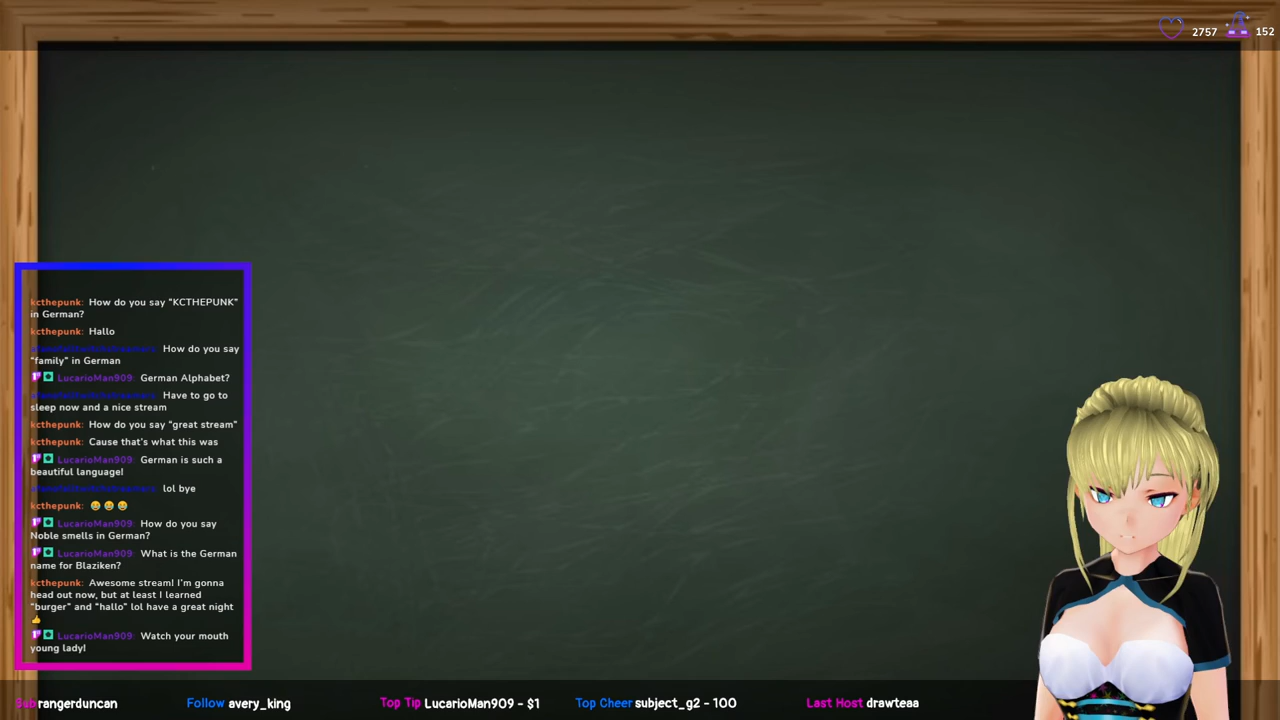 2757 152
kcthepunk: How do you say "KCTHEPUNK"
in German?
kcthepunk: Hallo
How do you say
"family" in German
LucarioMan909: German Alphabet?
Have to go to
sleep now and a nice stream
kcthepunk: How do you say "great stream"
kcthepunk: Cause that's what this was
LucarioMan909: German is such a
beautiful language!
lol bye
kcthepunk: 😂 😂 😂
LucarioMan909: How do you say
Noble smells in German?
LucarioMan909: What is the German
name for Blaziken?
kcthepunk: Awesome stream! I'm gonna
head out now, but at least I learned
"burger" and "hallo" lol have a great night
👍
LucarioMan909: Watch your mouth
young lady!
Sub rangerduncan Follow avery_king Top Tip LucarioMan909 - $1 Top Cheer subject_g2 - 100 Last Host drawteaa